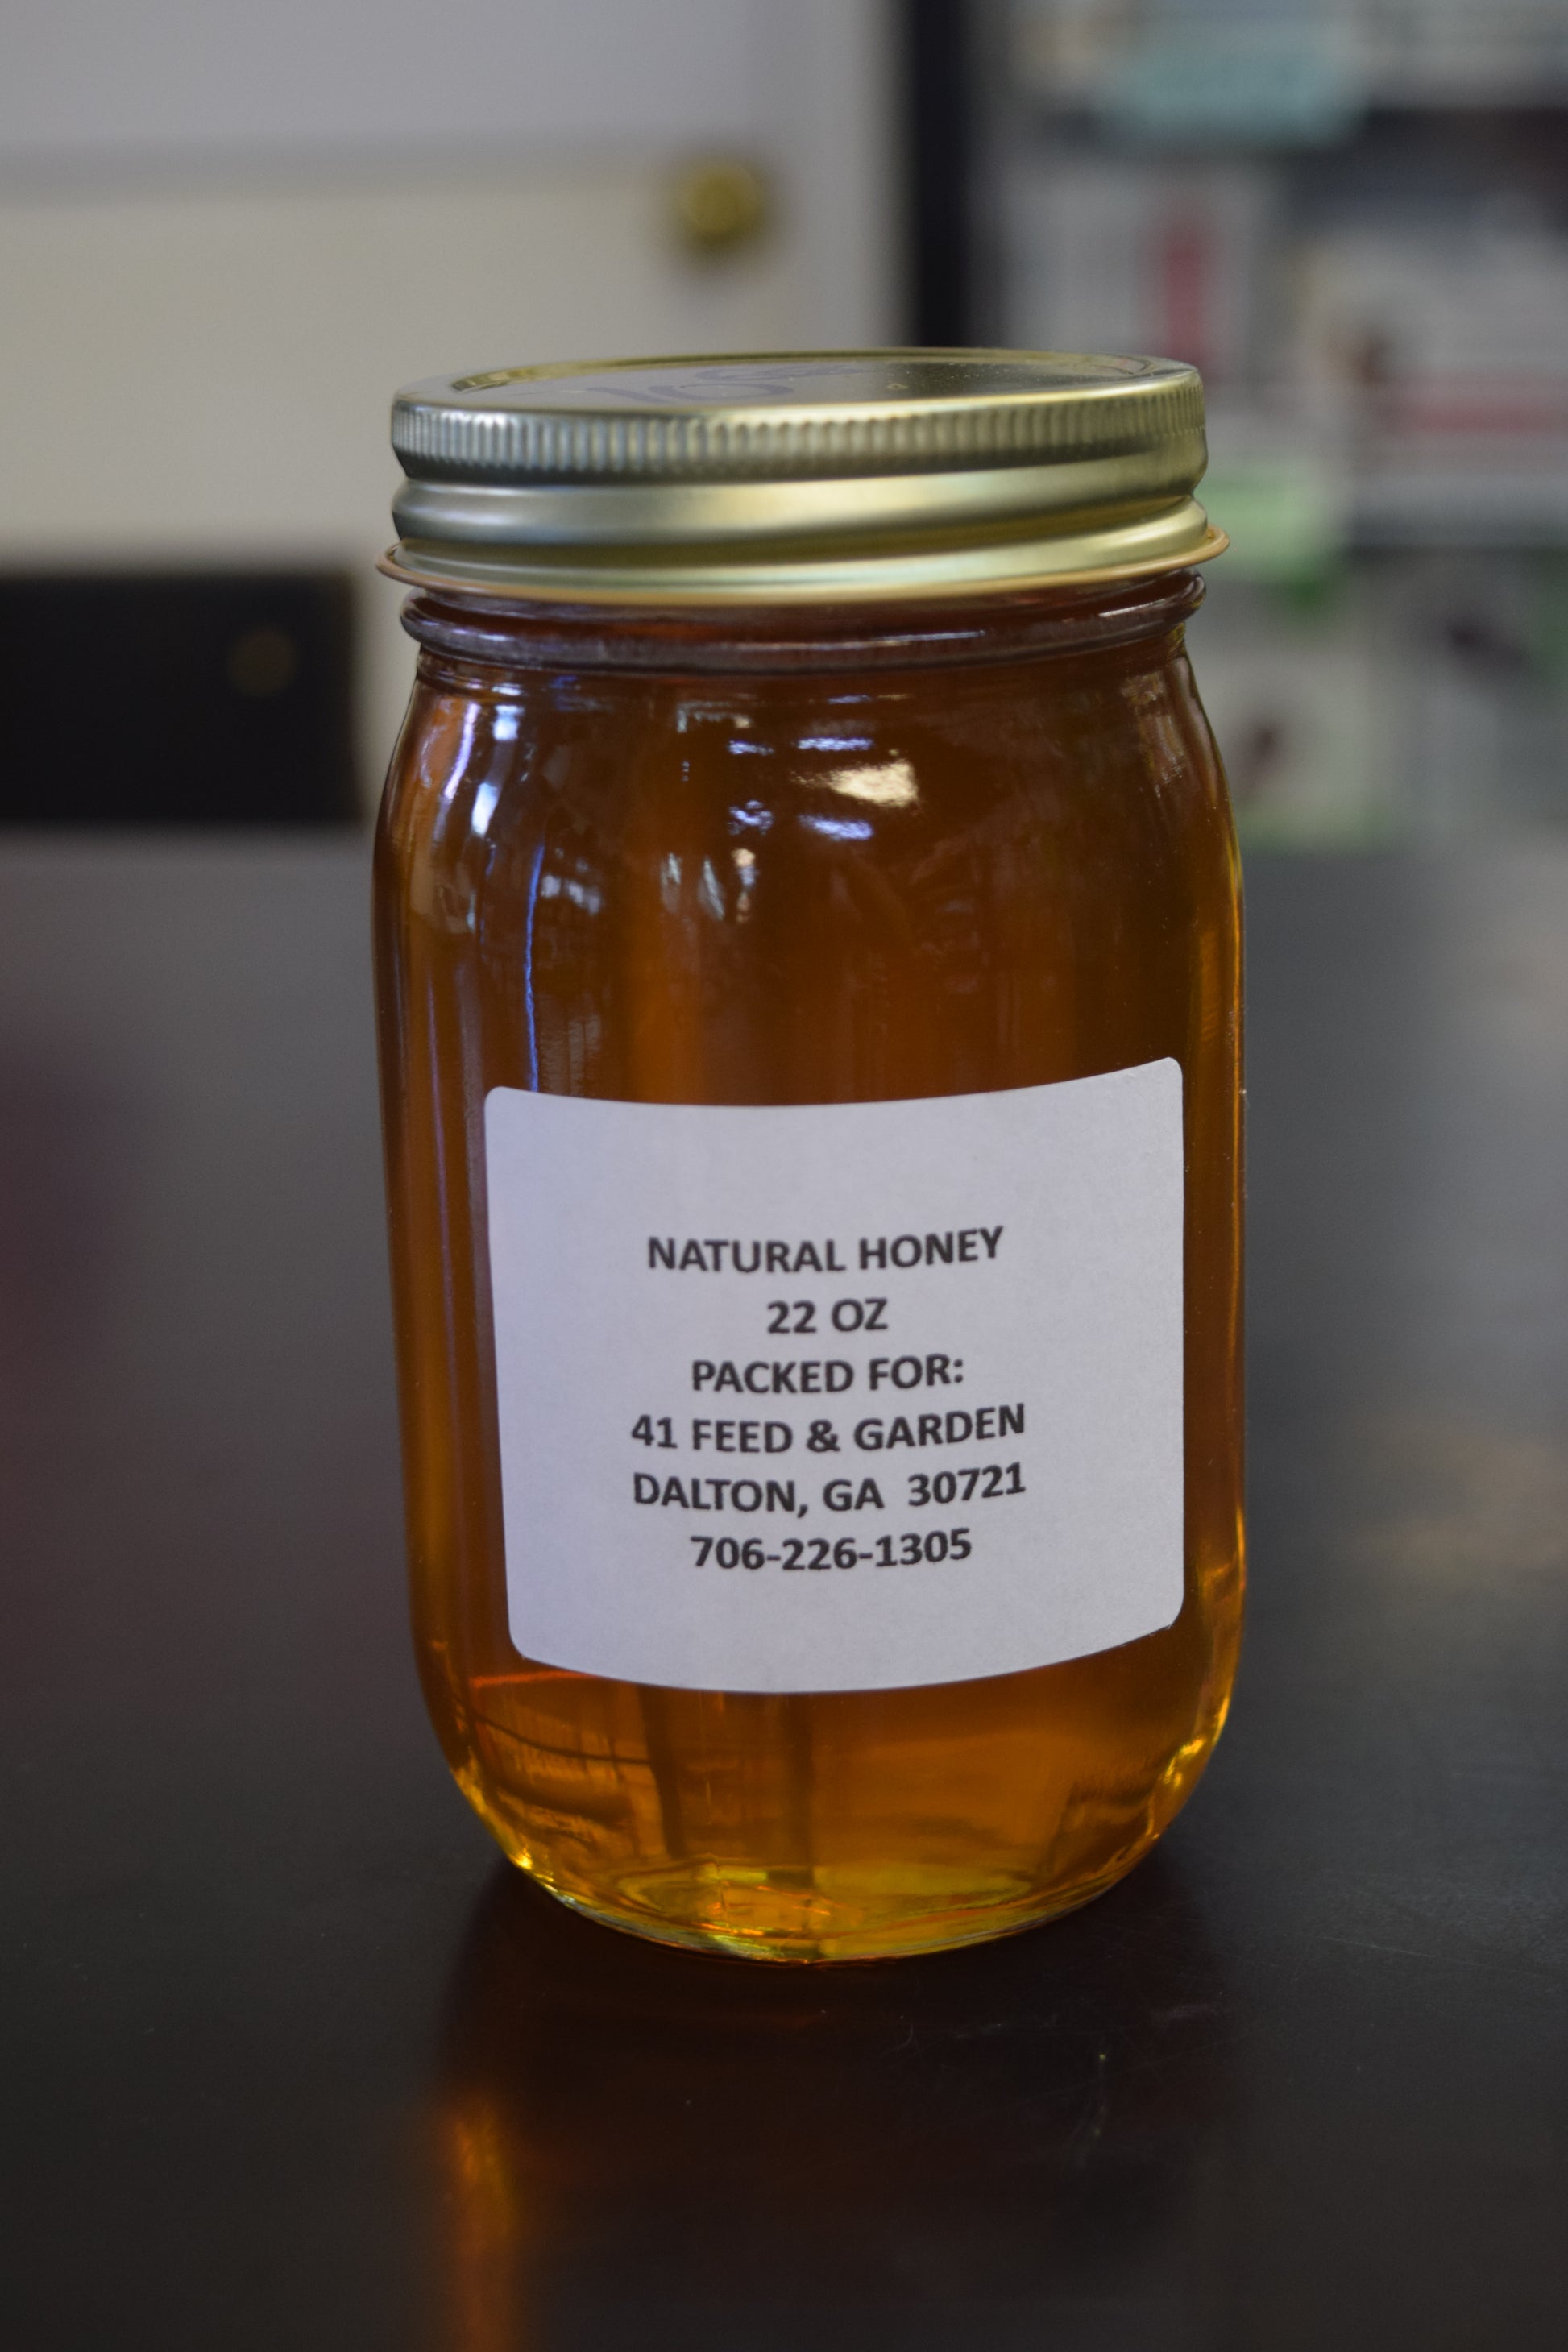 NATURAL HONEY
22 OZ
PACKED FOR:
41 FEED & GARDEN
DALTON, GA  30721
706-226-1305